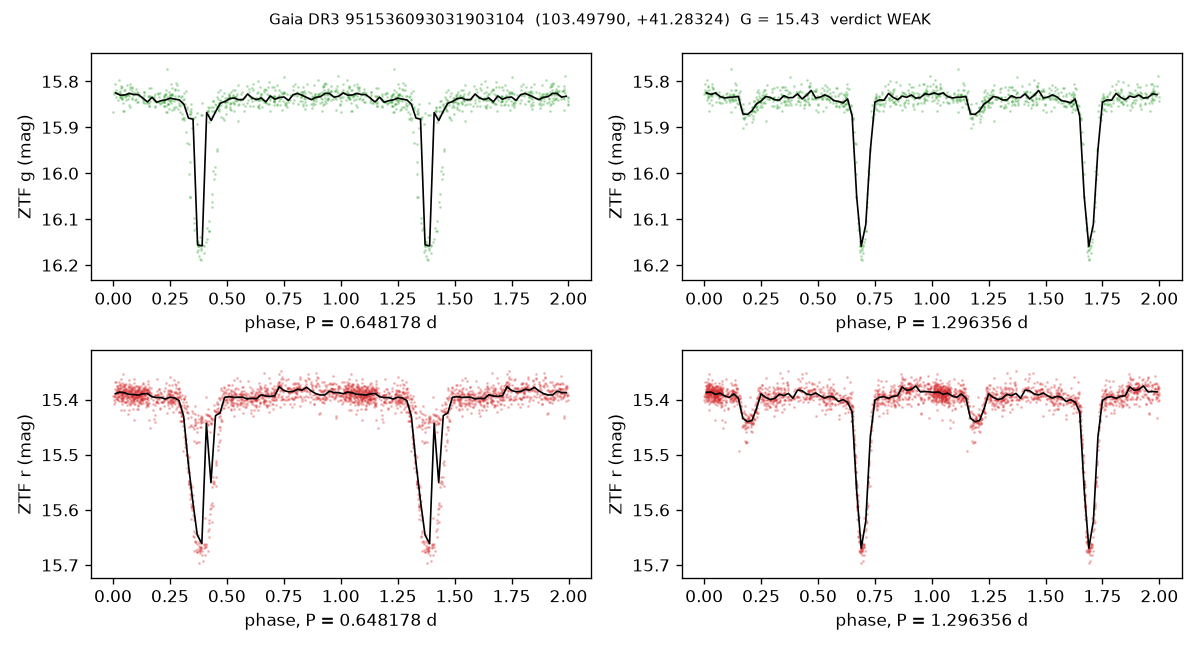 Gaia DR3 951536093031903104  (103.49790, +41.28324)  G = 15.43  verdict WEAK
15.8
15.9
16.0
16.1
16.2
ZTF g (mag)
0.00 0.25 0.50 0.75 1.00 1.25 1.50 1.75 2.00
phase, P = 0.648178 d
15.8
15.9
16.0
16.1
16.2
ZTF g (mag)
0.00 0.25 0.50 0.75 1.00 1.25 1.50 1.75 2.00
phase, P = 1.296356 d
15.4
15.5
15.6
15.7
ZTF r (mag)
0.00 0.25 0.50 0.75 1.00 1.25 1.50 1.75 2.00
phase, P = 0.648178 d
15.4
15.5
15.6
15.7
ZTF r (mag)
0.00 0.25 0.50 0.75 1.00 1.25 1.50 1.75 2.00
phase, P = 1.296356 d